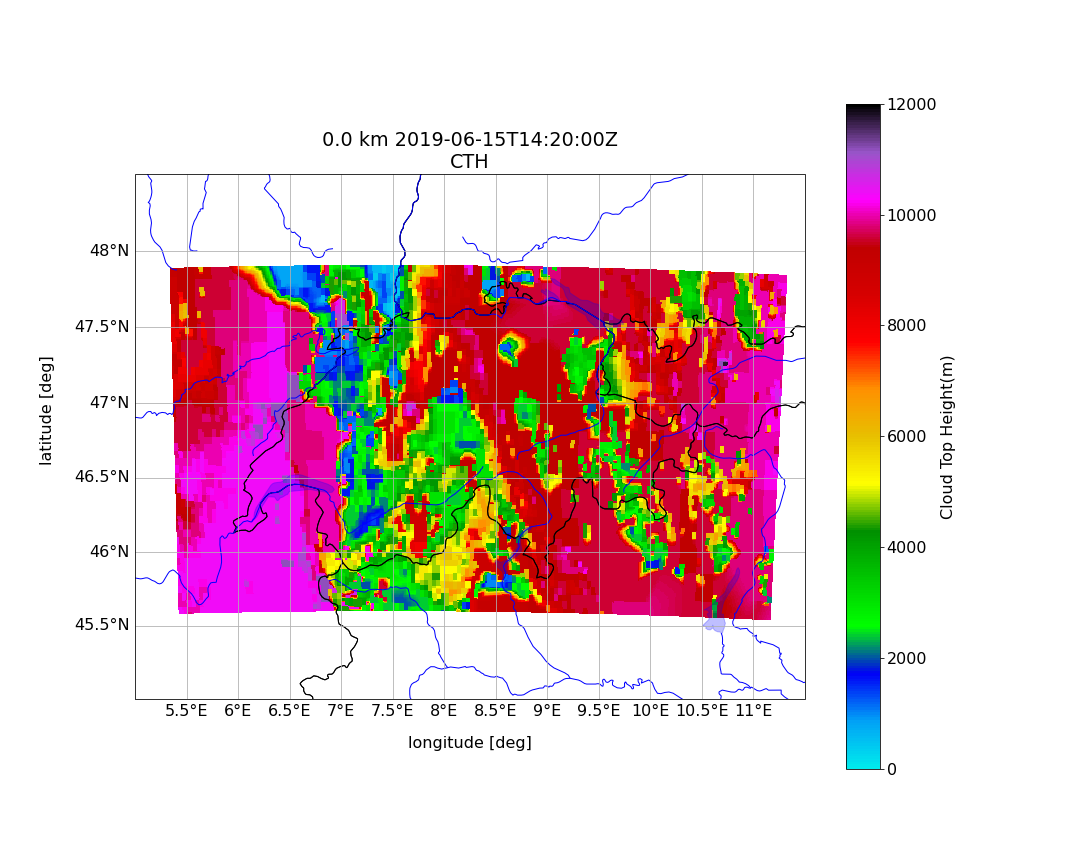 0.0 km 2019-06-15T14:20:00Z
CTH
48°N
47.5°N
47°N
46.5°N
46°N
45.5°N
latitude [deg]
5.5°E 6°E 6.5°E 7°E 7.5°E 8°E 8.5°E 9°E 9.5°E 10°E 10.5°E 11°E
longitude [deg]
12000
10000
8000
6000
4000
2000
0
Cloud Top Height(m)